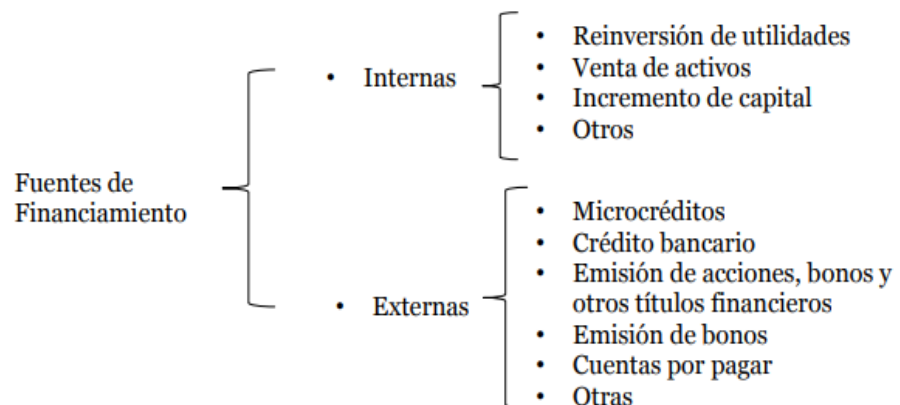 Fuentes de
Financiamiento
• Internas
• Reinversión de utilidades
• Venta de activos
• Incremento de capital
• Otros
• Externas
• Microcréditos
• Crédito bancario
• Emisión de acciones, bonos y
otros títulos financieros
• Emisión de bonos
• Cuentas por pagar
• Otras